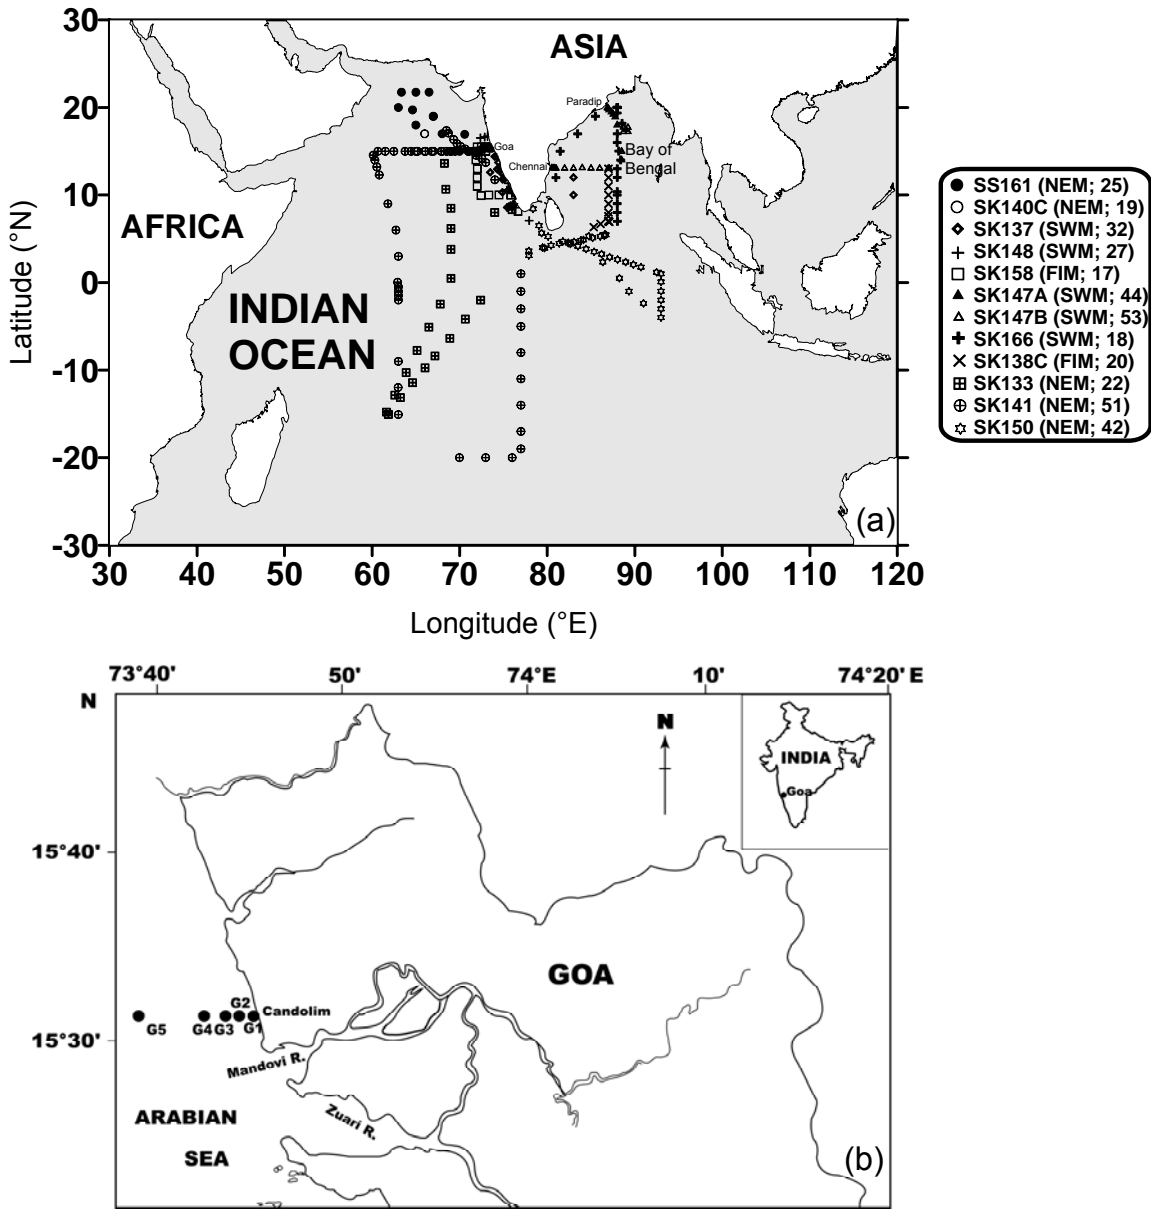 30
20
10
0
-10
-20
-30
Latitude (°N)
ASIA
Paradip
Goa
Chennai
Bay of
Bengal
AFRICA
INDIAN
OCEAN
(a)
30 40 50 60 70 80 90 100 110 120
Longitude (°E)
SS161 (NEM; 25)
SK140C (NEM; 19)
SK137 (SWM; 32)
SK148 (SWM; 27)
SK158 (FIM; 17)
SK147A (SWM; 44)
SK147B (SWM; 53)
SK166 (SWM; 18)
SK138C (FIM; 20)
SK133 (NEM; 22)
SK141 (NEM; 51)
SK150 (NEM; 42)
73°40' 50' 74°E 10' 74°20' E
N
N
INDIA
Goa
15°40'
GOA
G2
Candolim
G5 G4 G3 G1
15°30'
Mandovi R.
ARABIAN
SEA
Zuari R.
(b)